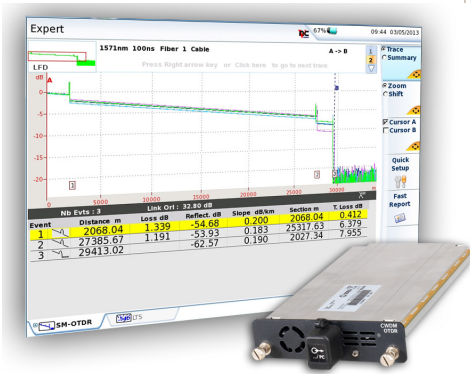 Expert
67%
09:44 03/05/2013
1571nm 100ns Fiber 1 Cable
A -> B
Press Right arrow key or Click here to go to next trace
LFD
1
2
Trace
Summary
Zoom
Shift
Cursor A
Cursor B
Quick
Setup
Fast
Report
dB
A
B
0
-5
-10
-15
-20
1
3
0
5000
10000
15000
20000
25000
30000
m
Nb Evts : 3
Link Orl : 32.80 dB
Event Distance m Loss dB Reflect. dB Slope dB/km Section m T. Loss dB
1 2068.04 1.339 -54.68 0.200 2068.04 0.412
2 27385.67 1.191 -53.93 0.183 25317.63 6.379
3 29413.02 -62.57 0.190 2027.34 7.955
SM-OTDR
LTS
CWDM
OTDR